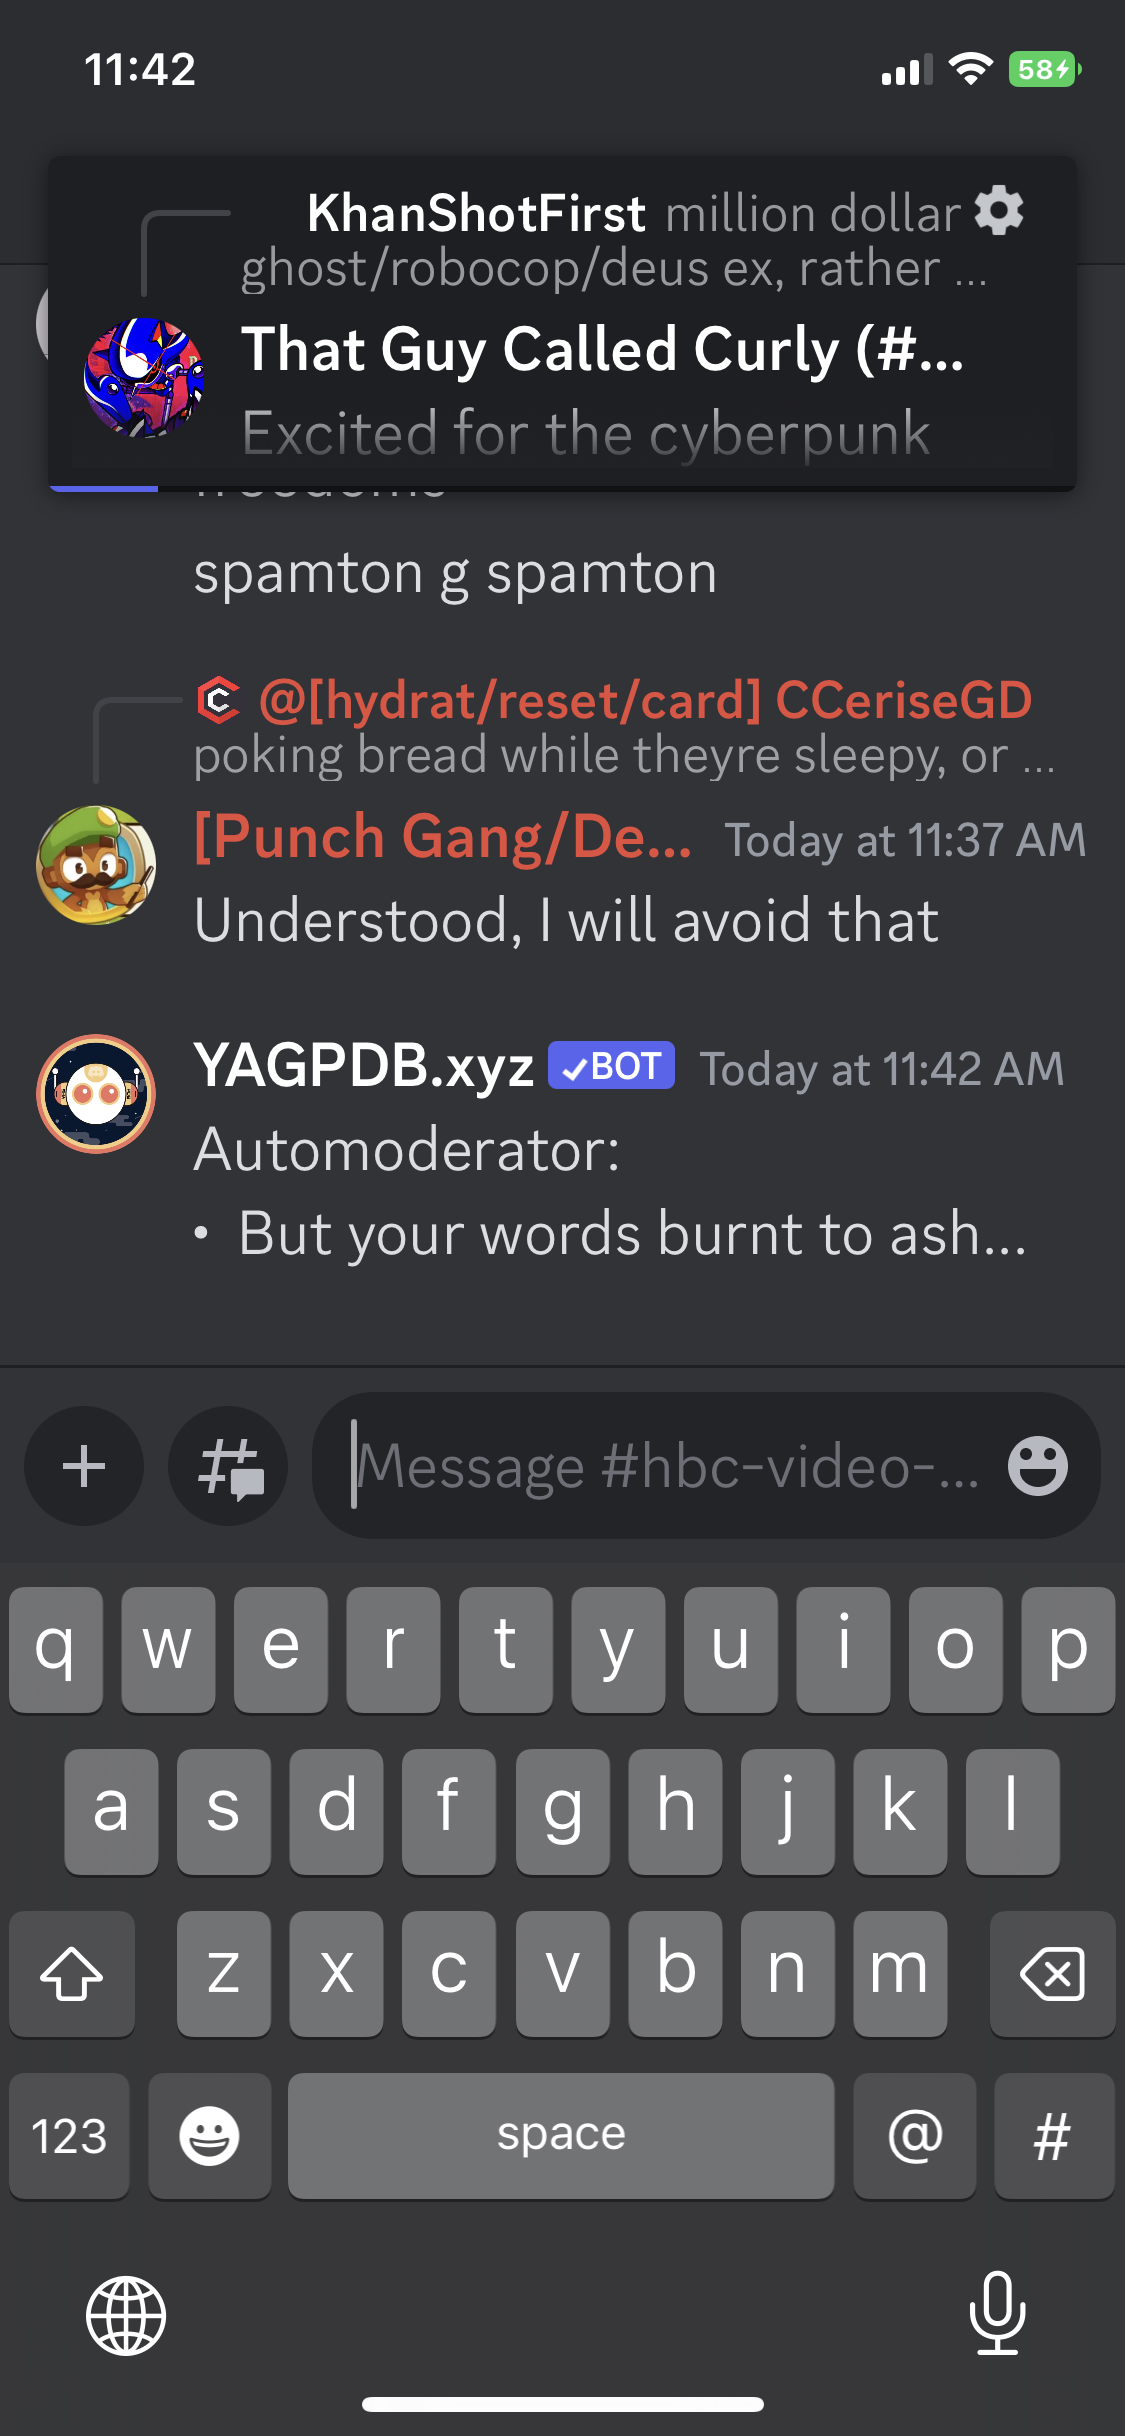 11:42
58
KhanShotFirst million dollar
ghost/robocop/deus ex, rather ...
That Guy Called Curly (#...
Excited for the cyberpunk
spamton g spamton
@[hydrat/reset/card] CCeriseGD
poking bread while theyre sleepy, or ...
[Punch Gang/De... Today at 11:37 AM
Understood, I will avoid that
YAGPDB.xyz BOT Today at 11:42 AM
Automoderator:
• But your words burnt to ash...
Message #hbc-video-...
q w e r t y u i o p
a s d f g h j k l
z x c v b n m
123 space @ #